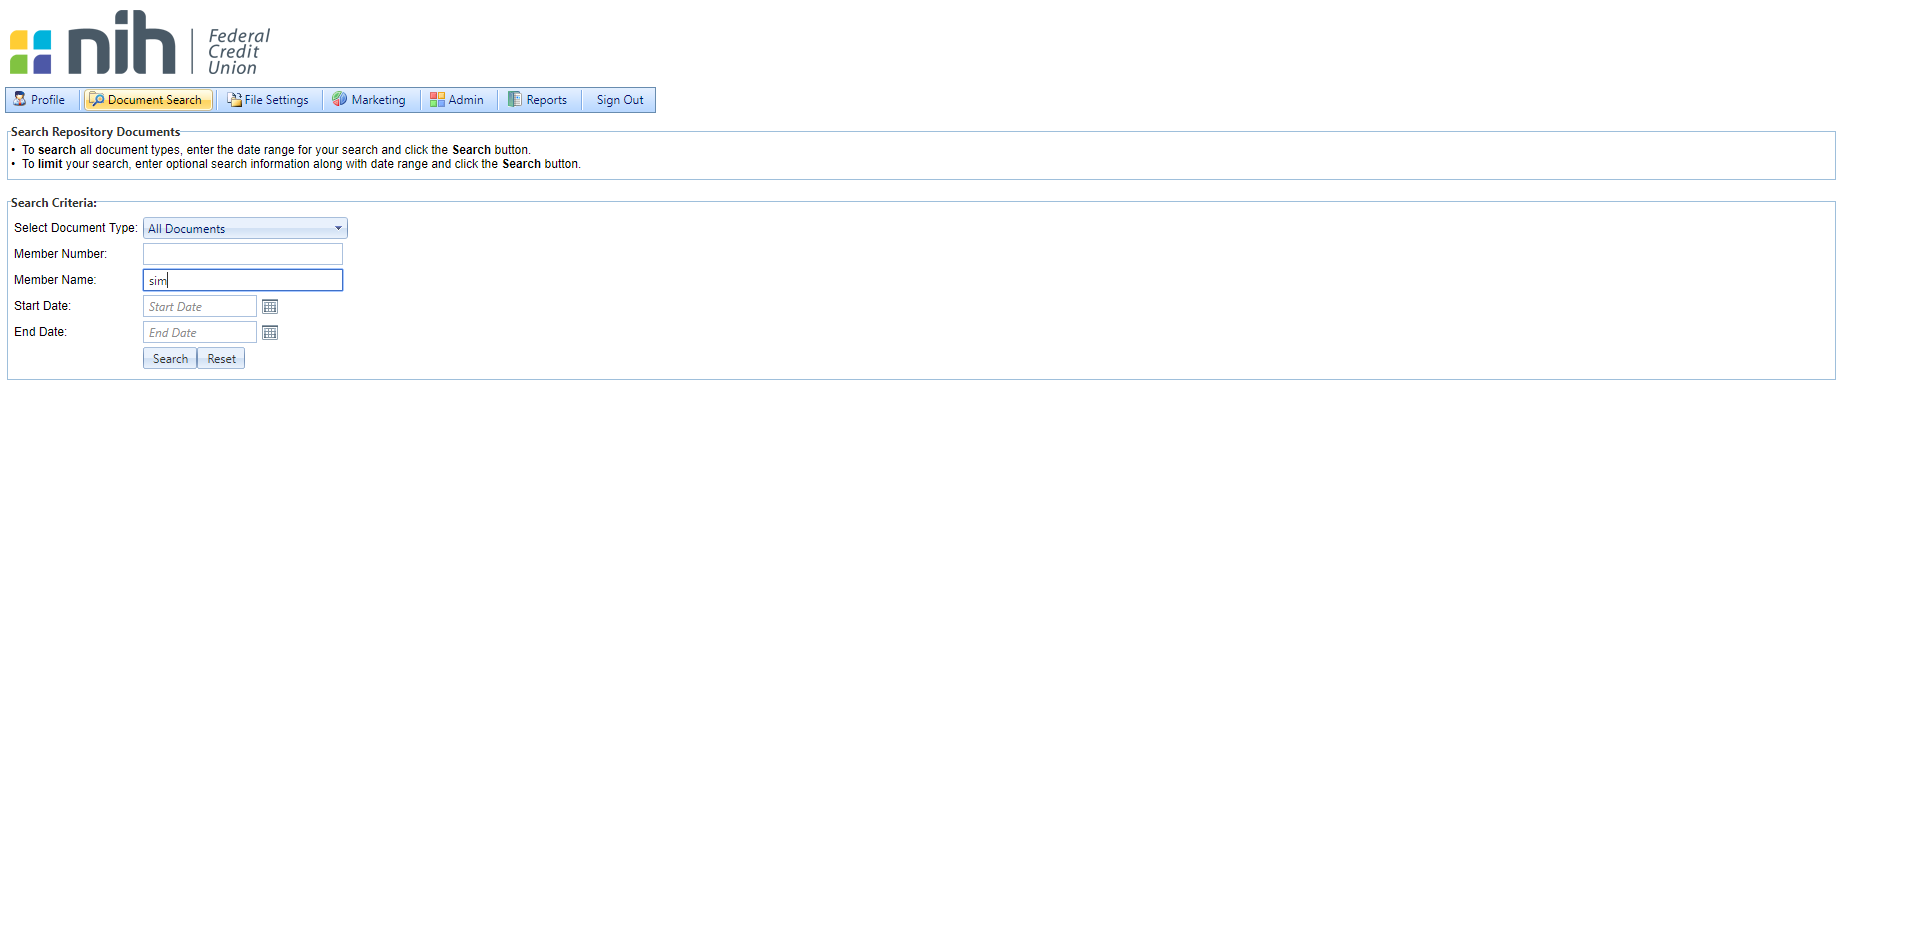 nih Federal
Credit
Union
Profile Document Search File Settings Marketing Admin Reports Sign Out
Search Repository Documents
• To search all document types, enter the date range for your search and click the Search button.
• To limit your search, enter optional search information along with date range and click the Search button.
Search Criteria:
Select Document Type: All Documents
Member Number:
Member Name: sim
Start Date: Start Date
End Date: End Date
Search Reset